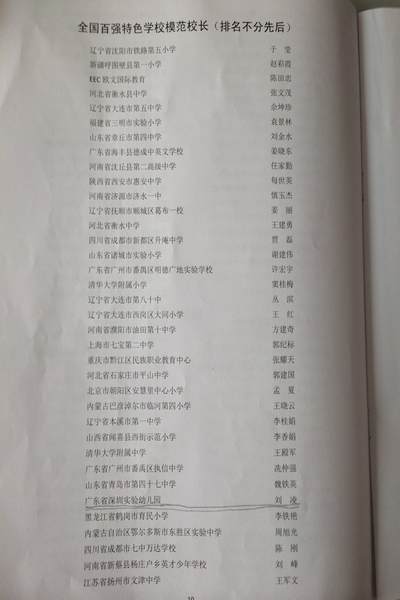 全国百强特色学校模范校长（排名不分先后）
辽宁省沈阳市铁路第五小学 于莹
新疆呼图壁县第一小学 赵彩霞
EEC欧文国际教育 陈田忠
河北省衡水县中学 张文茂
辽宁省大连市第五中学 佘坤珍
福建省三明市实验小学 袁景林
山东省章丘市第四中学 刘金水
广东省海丰县德成中英文学校 姜晓东
河南省沈丘县第二高级中学 任家勤
陕西省西安市惠安中学 每世英
河南省济源市济水一中 慎玉杰
辽宁省抚顺市顺城区葛布一校 姜丽
河北省衡水中学 王建勇
四川省成都市新都区升庵中学 贾磊
山东省诸城市实验小学 谢建伟
广东省广州市番禺区明德广地实验学校 许宏宇
清华大学附属小学 窦桂梅
辽宁省大连市第八十中 丛滨
辽宁省大连市西岗区大同小学 王红
河南省濮阳市油田第十中学 方建奇
上海市七宝第二中学 郭纪标
重庆市黔江区民族职业教育中心 张耀天
河北省石家庄市平山中学 郭建国
北京市朝阳区安慧里中心小学 孟夏
内蒙古巴彦淖尔市临河第四小学 王晓云
辽宁省本溪市第一中学 李桂娟
山西省闻喜县西街示范小学 李香娟
清华大学附属中学 王殿军
广东省广州市番禺区执信中学 冼仲强
山东省青岛市第四十七中学 魏铁英
广东省深圳实验幼儿园 刘凌
黑龙江省鹤岗市育民小学 李铁艳
内蒙古自治区鄂尔多斯市东胜区实验中学 周旭光
四川省成都市七中万达学校 陈刚
河南省新蔡县杨庄户乡英才少年学校 刘峰
江苏省扬州市文津中学 王军文